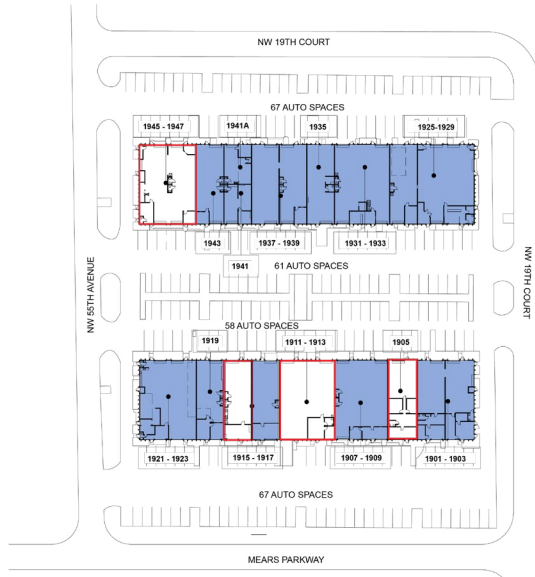 NW 19TH COURT
67 AUTO SPACES
1945 - 1947
1941A
1935
1925-1929
1943
1937 - 1939
1931 - 1933
1941
61 AUTO SPACES
NW 55TH AVENUE
NW 19TH COURT
58 AUTO SPACES
1919
1911 - 1913
1905
1921 - 1923
1915 - 1917
1907 - 1909
1901 - 1903
67 AUTO SPACES
MEARS PARKWAY